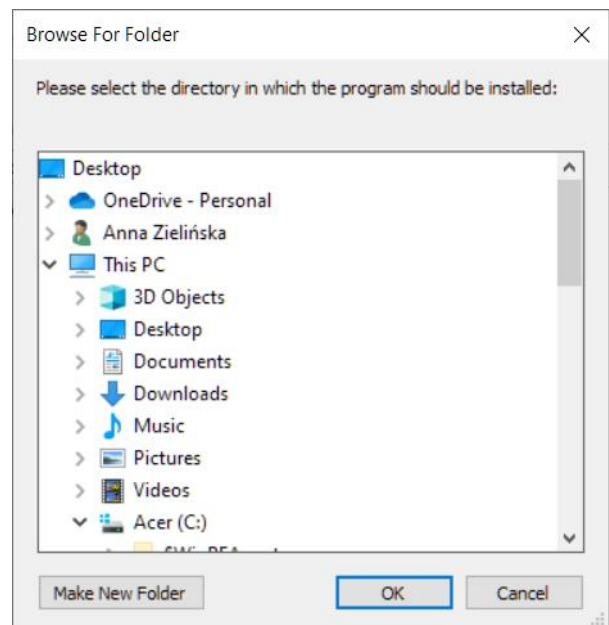 Browse For Folder
Please select the directory in which the program should be installed:
Desktop
OneDrive - Personal
Anna Zielińska
This PC
3D Objects
Desktop
Documents
Downloads
Music
Pictures
Videos
Acer (C:)
Make New Folder
OK
Cancel